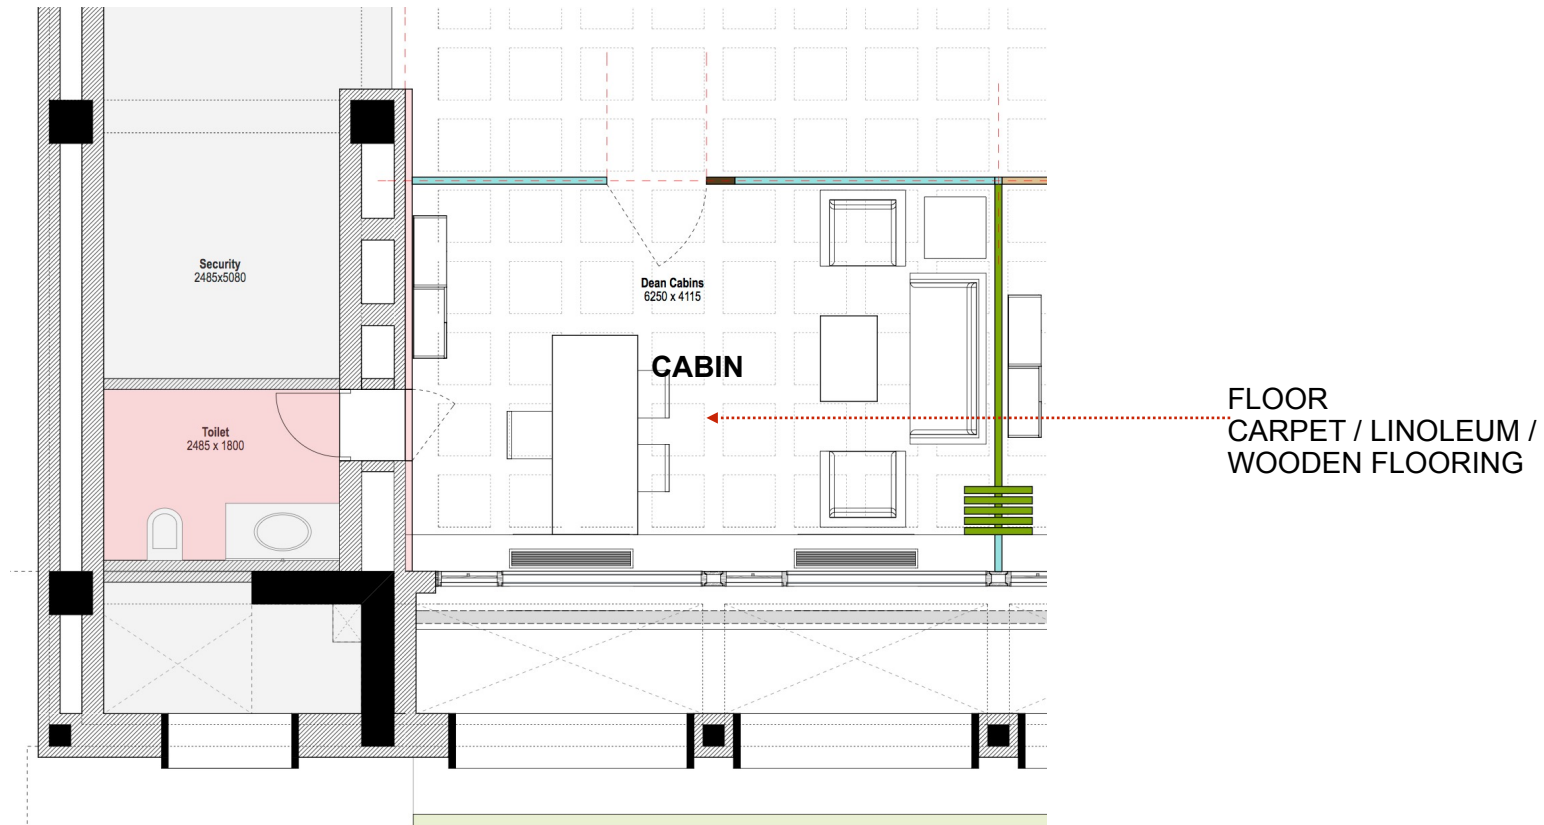 Security
2485x5080
Dean Cabins
6250 x 4115
CABIN
Toilet
2485 x 1800
FLOOR
CARPET / LINOLEUM /
WOODEN FLOORING